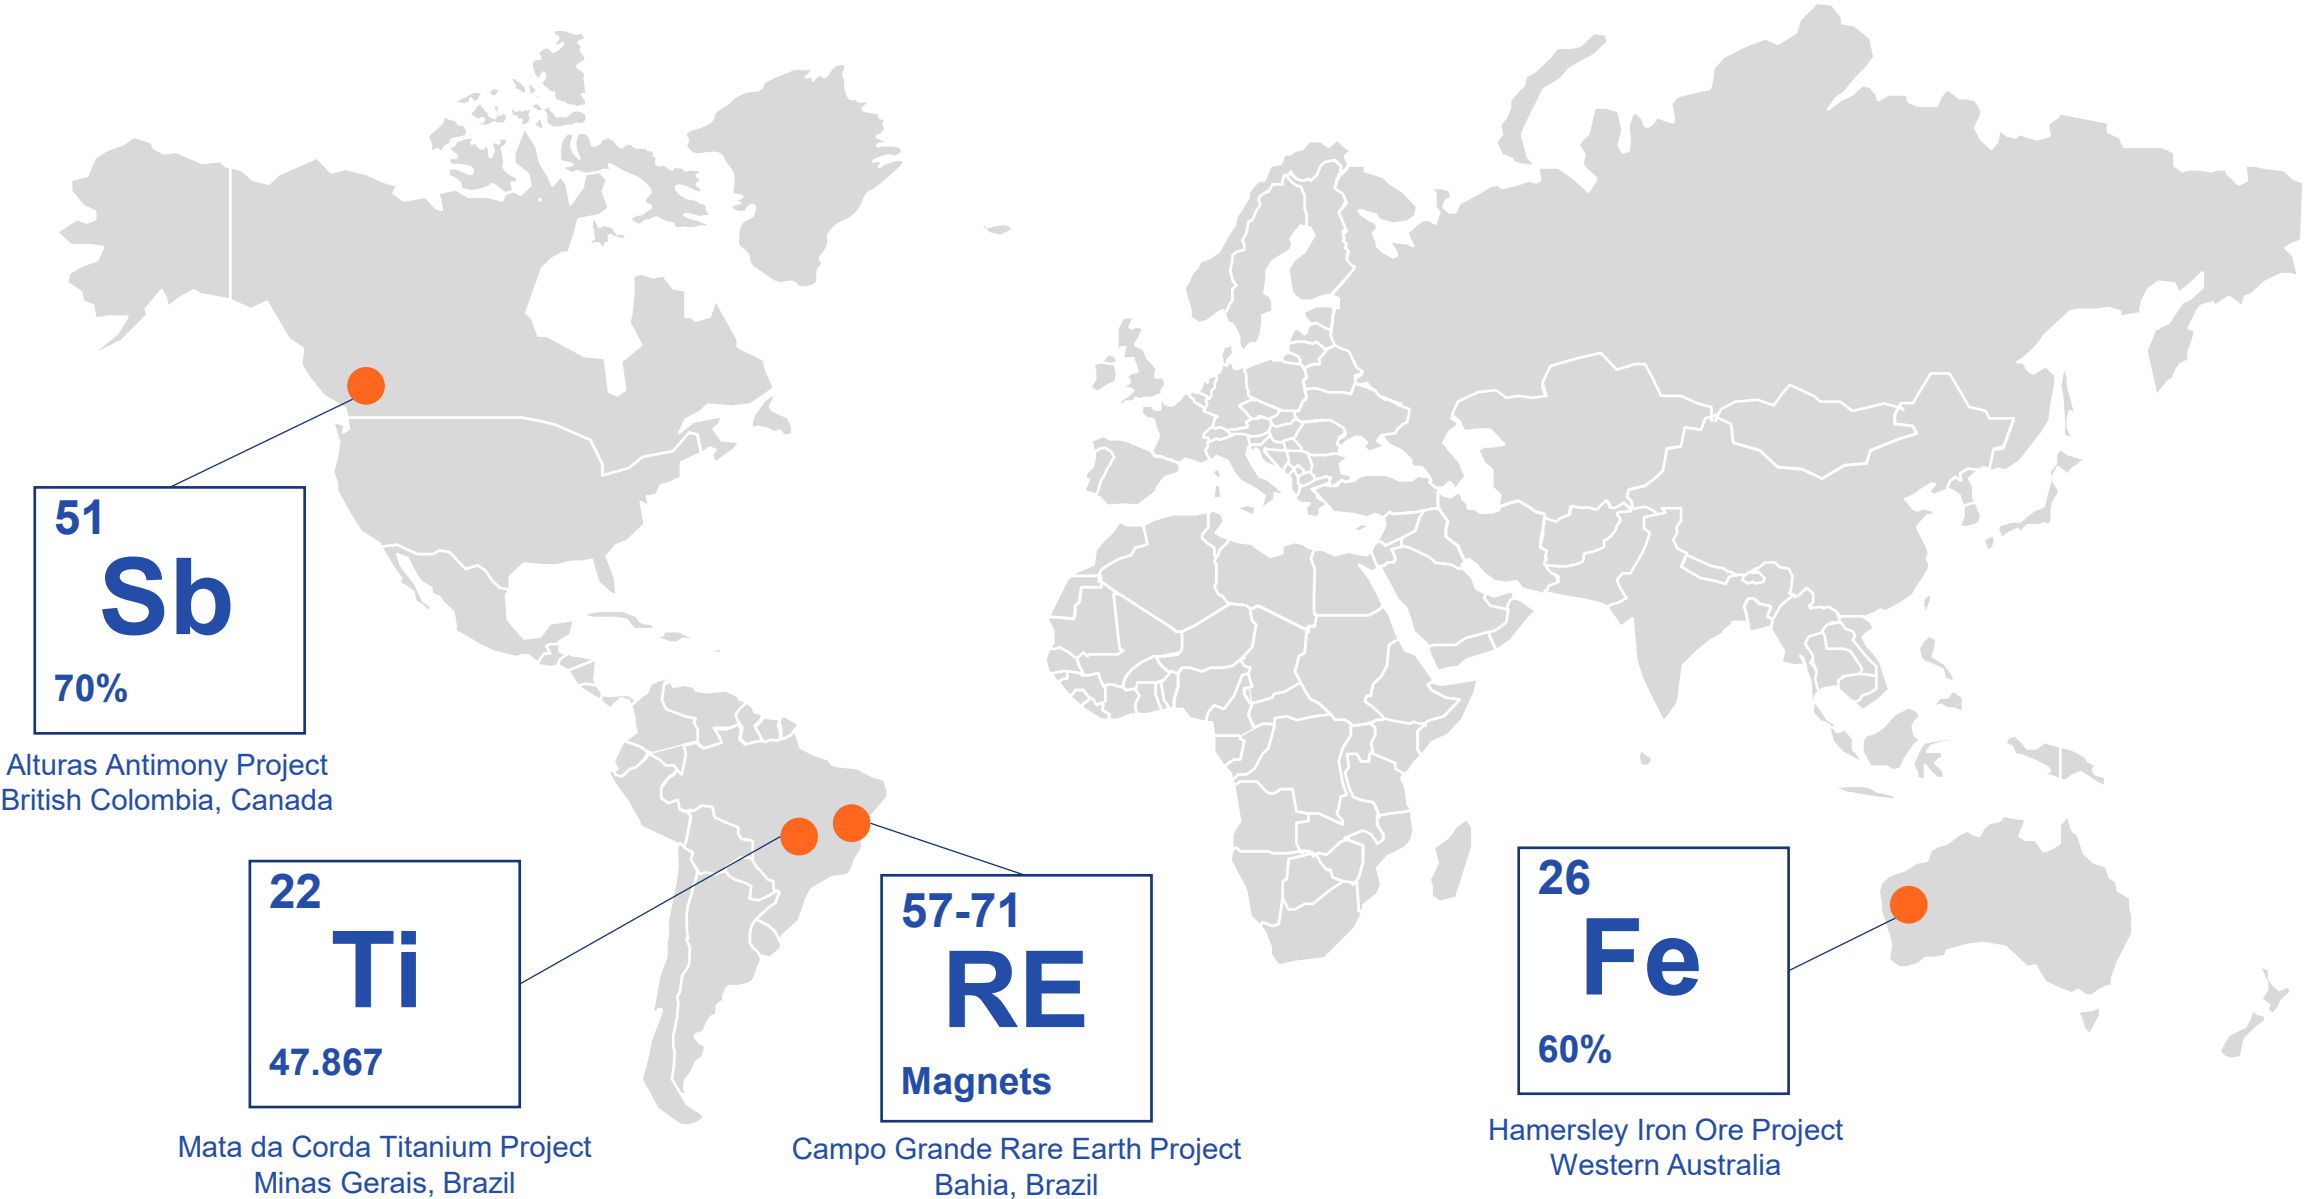 51
Sb
70%
Alturas Antimony Project
British Colombia, Canada
22
Ti
47.867
Mata da Corda Titanium Project
Minas Gerais, Brazil
57-71
RE
Magnets
Campo Grande Rare Earth Project
Bahia, Brazil
26
Fe
60%
Hamersley Iron Ore Project
Western Australia